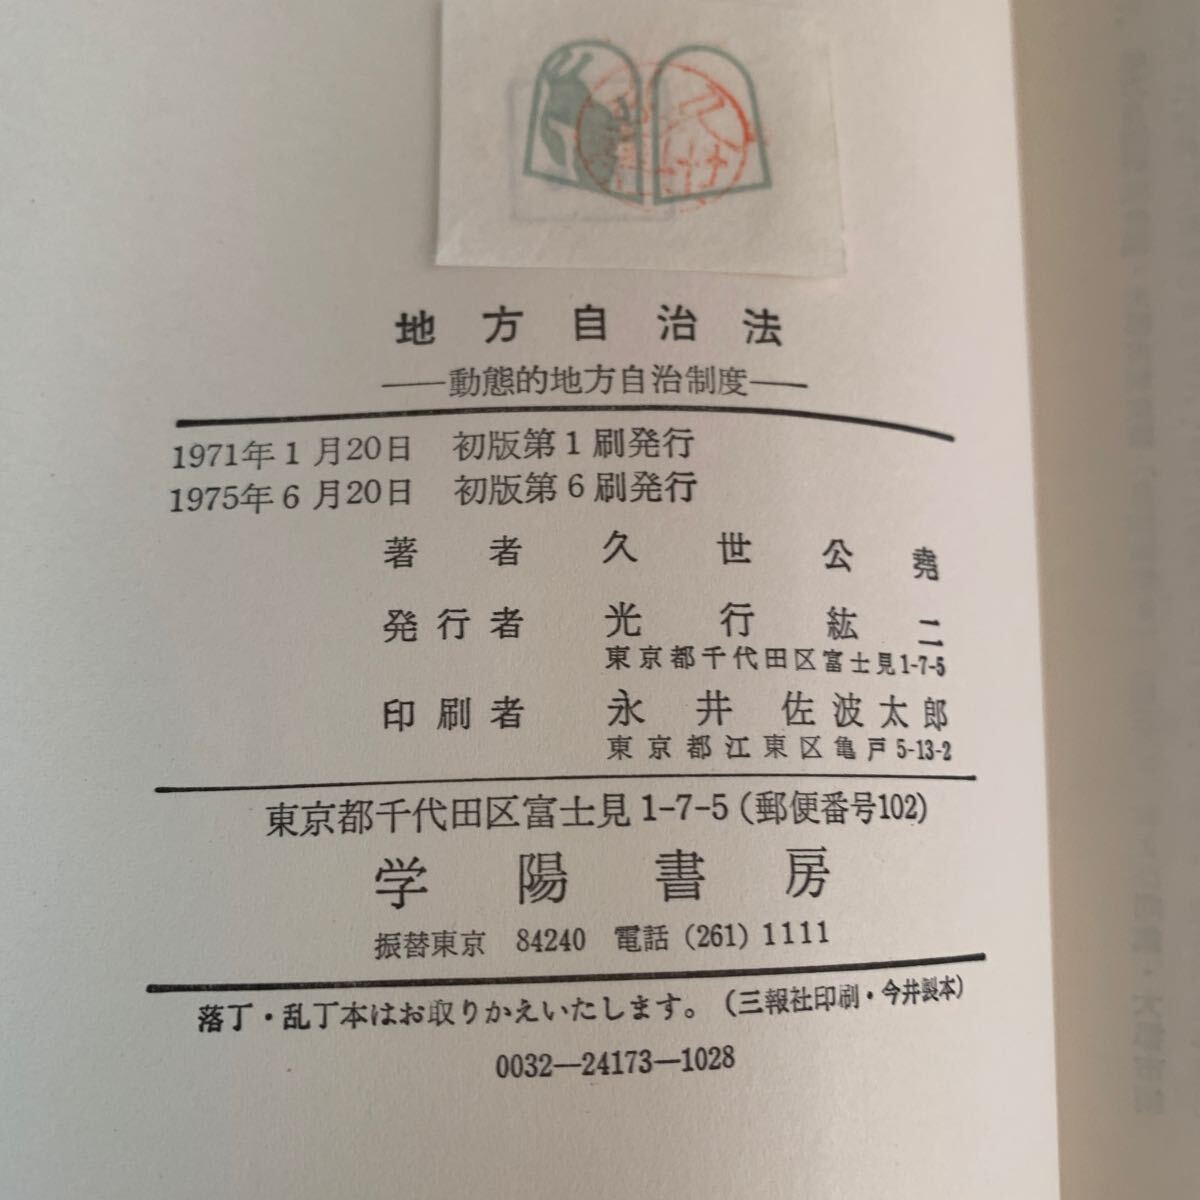 地方自治法
——動態的地方自治制度——
1971年1月20日 初版第1刷発行
1975年6月20日 初版第6刷発行
著者 久世公堯
発行者 光行紘二
東京都千代田区富士見1-7-5
印刷者 永井佐波太郎
東京都江東区亀戸5-13-2
東京都千代田区富士見1-7-5(郵便番号102)
学陽書房
振替東京 84240 電話(261)1111
落丁・乱丁本はお取りかえいたします。(三報社印刷・今井製本)
0032—24173—1028